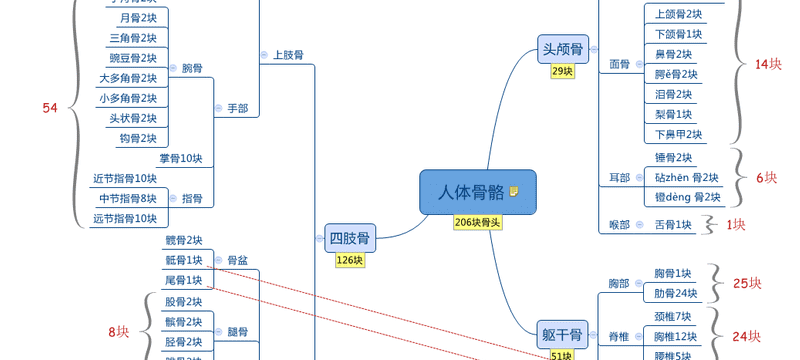 人体骨骼
206块骨头
头颅骨
29块
面骨
上颌骨2块
下颌骨1块
鼻骨2块
腭ě骨2块
泪骨2块
梨骨1块
下鼻甲2块
14块
耳部
锤骨2块
砧zhēn 骨2块
镫dèng 骨2块
6块
喉部
舌骨1块
1块
躯干骨
51块
胸部
胸骨1块
肋骨24块
25块
脊椎
颈椎7块
胸椎12块
腰椎5块
24块
四肢骨
126块
上肢骨
手部
腕骨
月骨2块
三角骨2块
豌豆骨2块
大多角骨2块
小多角骨2块
头状骨2块
钩骨2块
掌骨10块
指骨
近节指骨10块
中节指骨8块
远节指骨10块
54
骨盆
髋骨2块
骶骨1块
尾骨1块
腿骨
股骨2块
髌骨2块
胫骨2块
8块